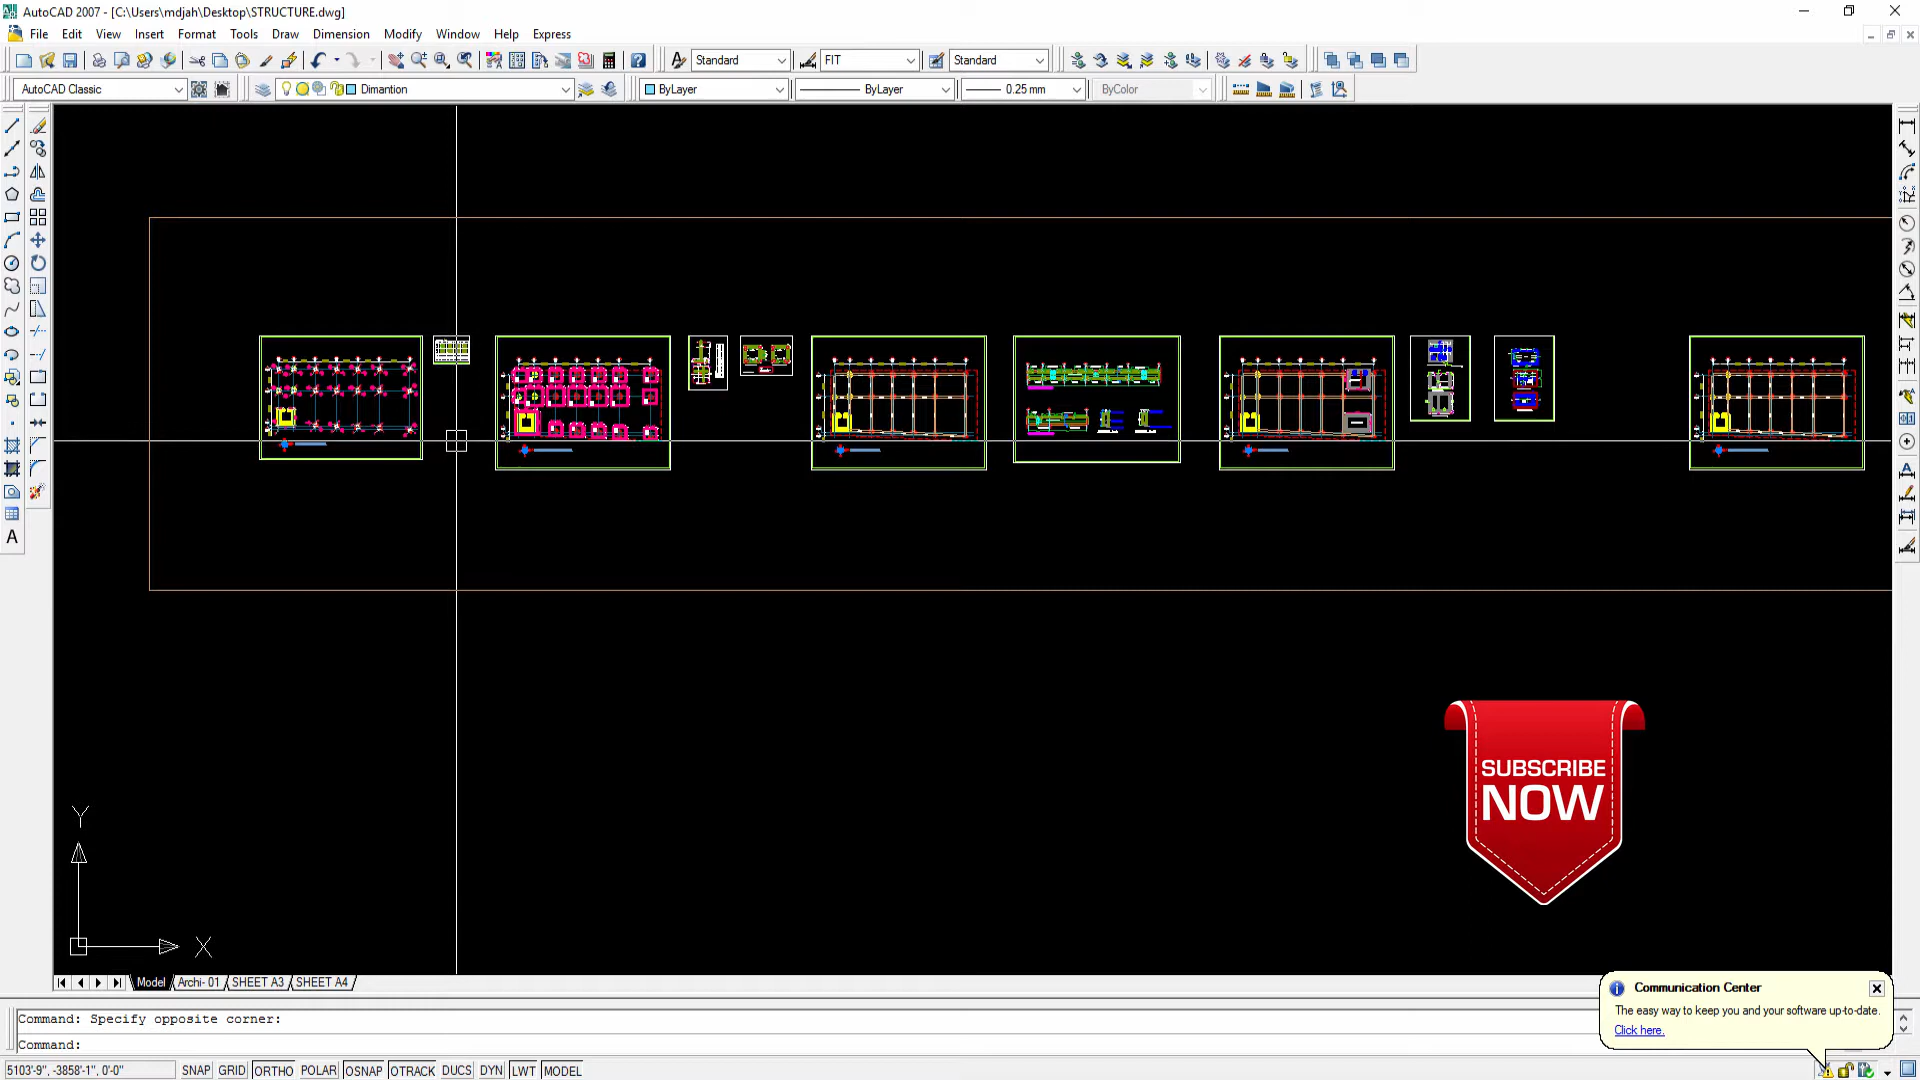 AutoCAD 2007 - [C:\Users\mdjah\Desktop\STRUCTURE.dwg]
File Edit View Insert Format Tools Draw Dimension Modify Window Help Express
Standard FIT Standard
AutoCAD Classic Dimantion ByLayer ByLayer 0.25 mm ByColor
A
SUBSCRIBE
NOW
Y
X
Model Archi- 01 SHEET A3 SHEET A4
Communication Center
The easy way to keep you and your software up-to-date.
Click here.
Command: Specify opposite corner:
Command:
5103'-9", -3858'-1", 0'-0" SNAP GRID ORTHO POLAR OSNAP OTRACK DUCS DYN LWT MODEL